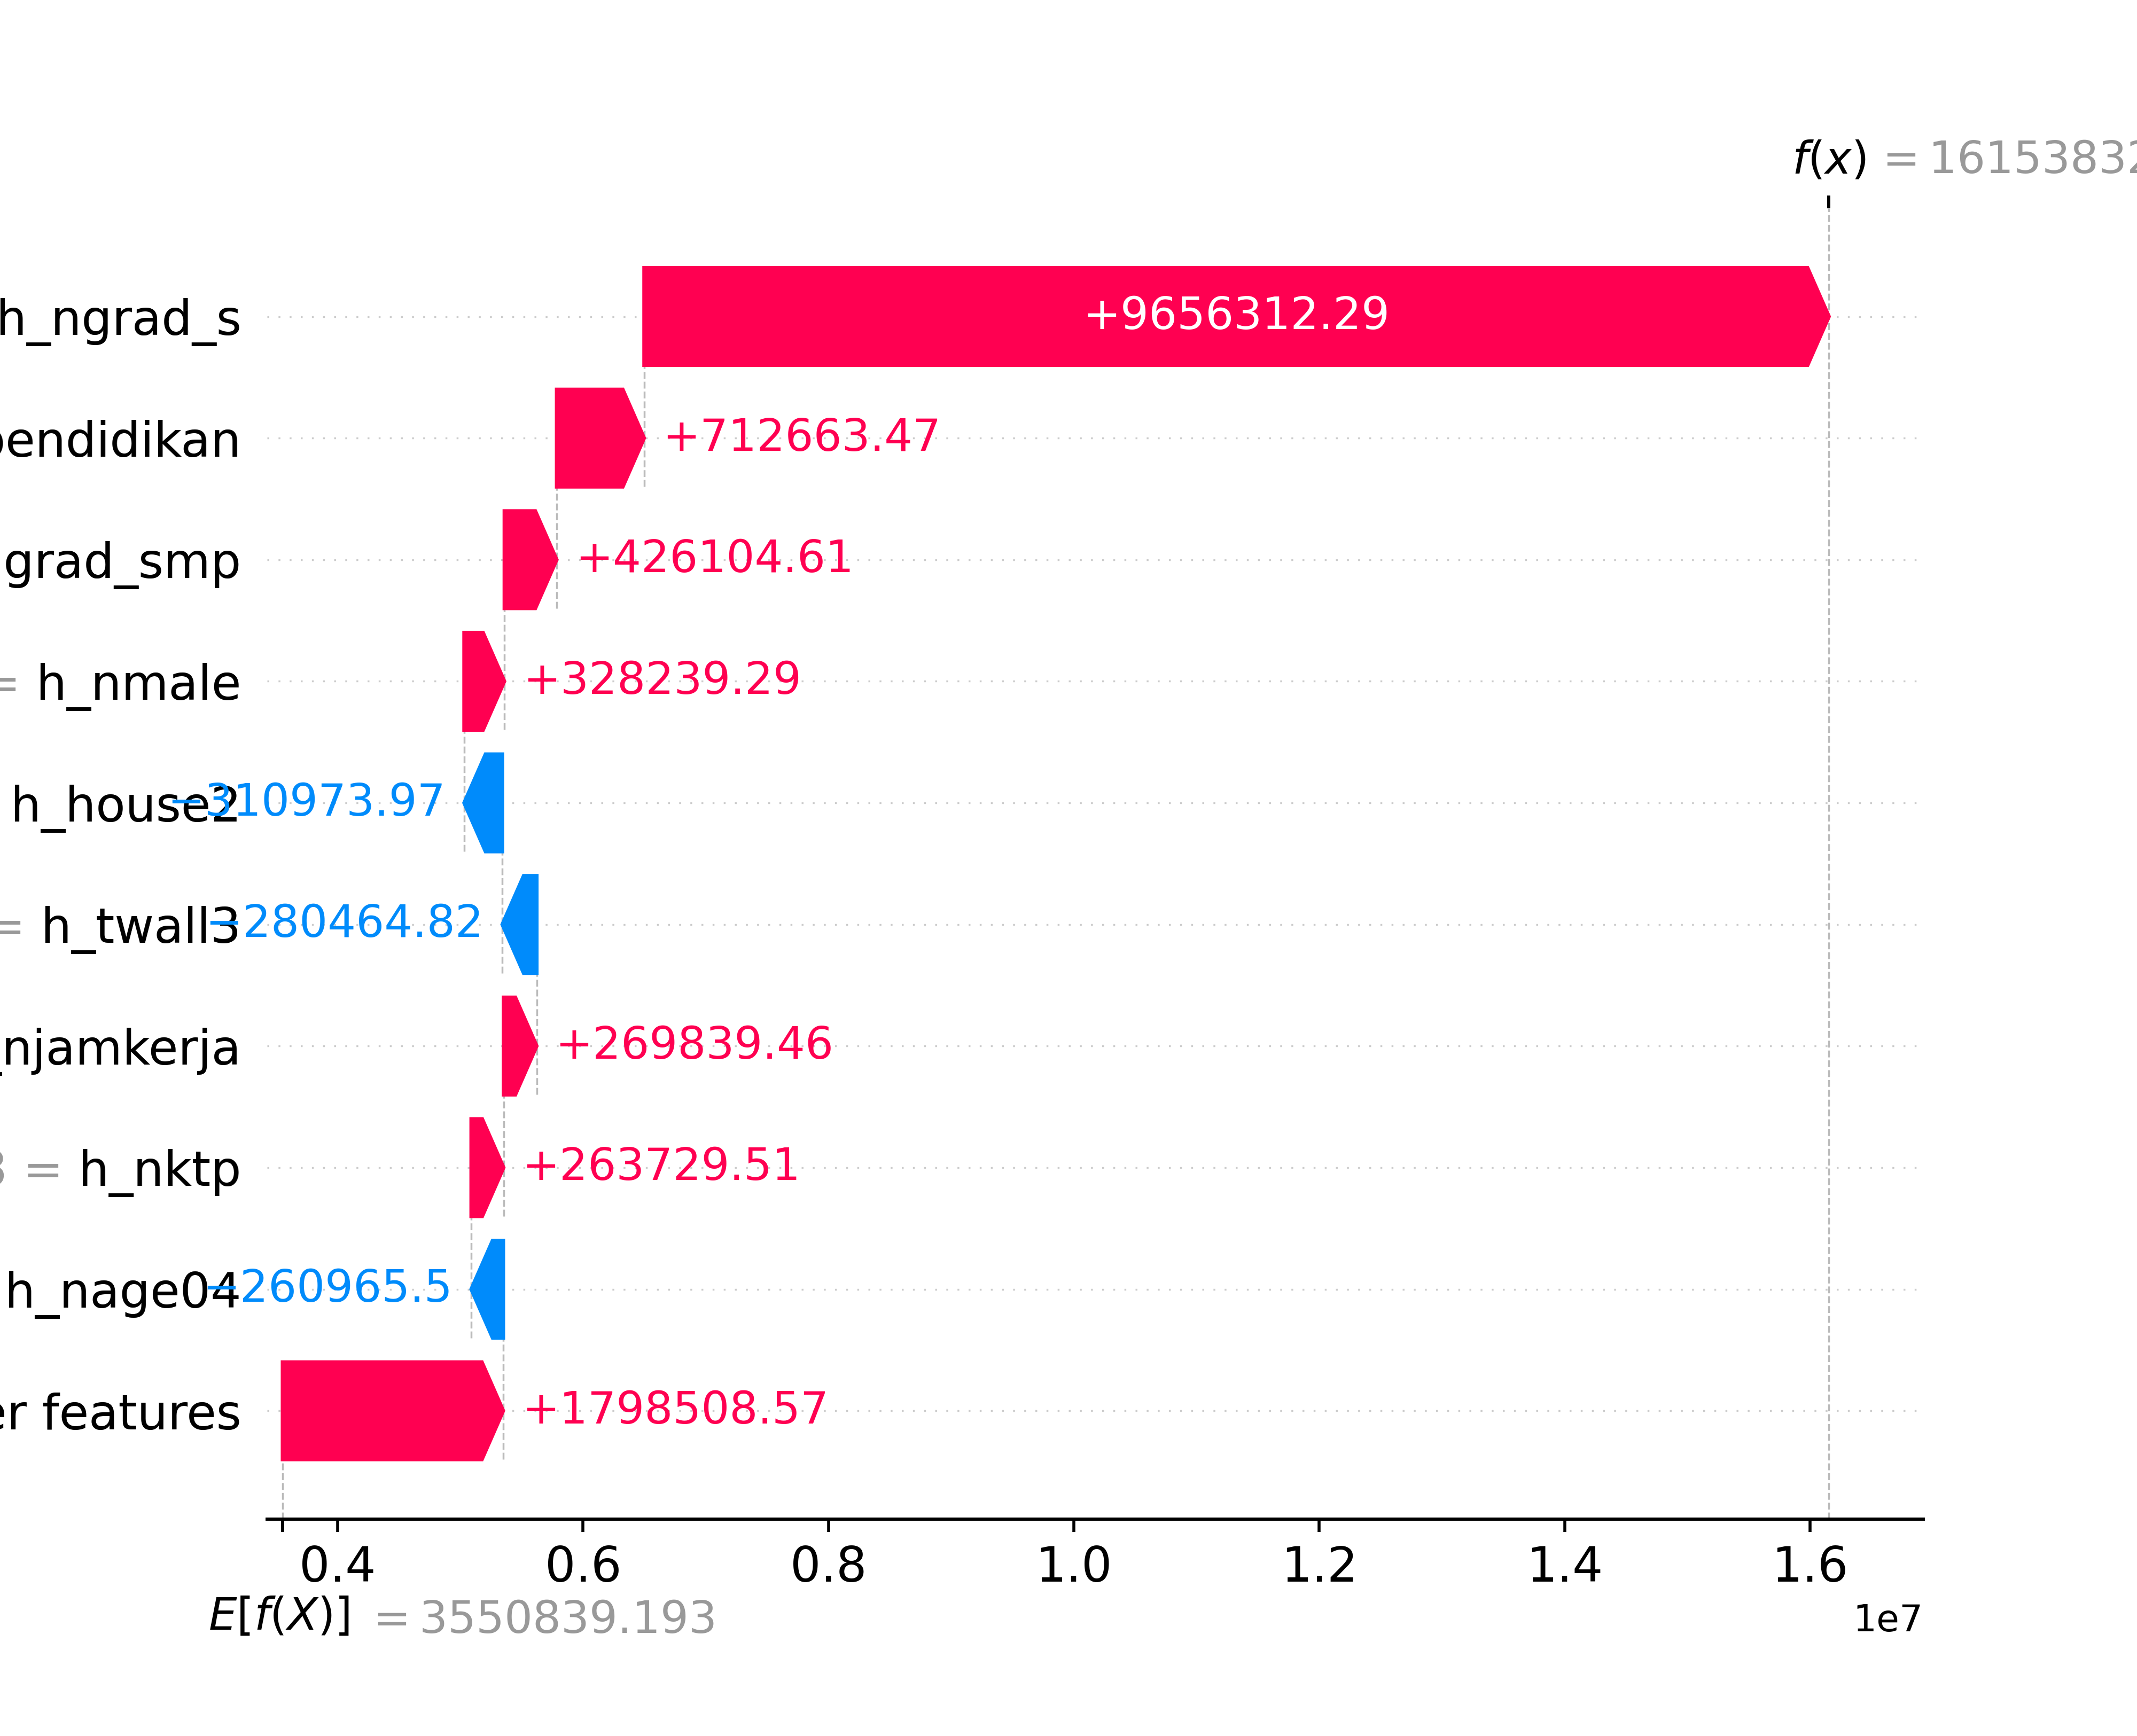 f(x) = 16153832
h_ngrad_s
+9656312.29
pendidikan
+712663.47
grad_smp
+426104.61
= h_nmale
+328239.29
h_house2
−310973.97
= h_twall3
−280464.82
_njamkerja
+269839.46
= h_nktp
+263729.51
h_nage04
−260965.5
er features
+1798508.57
0.4 0.6 0.8 1.0 1.2 1.4 1.6
E[f(X)] = 3550839.193
1e7